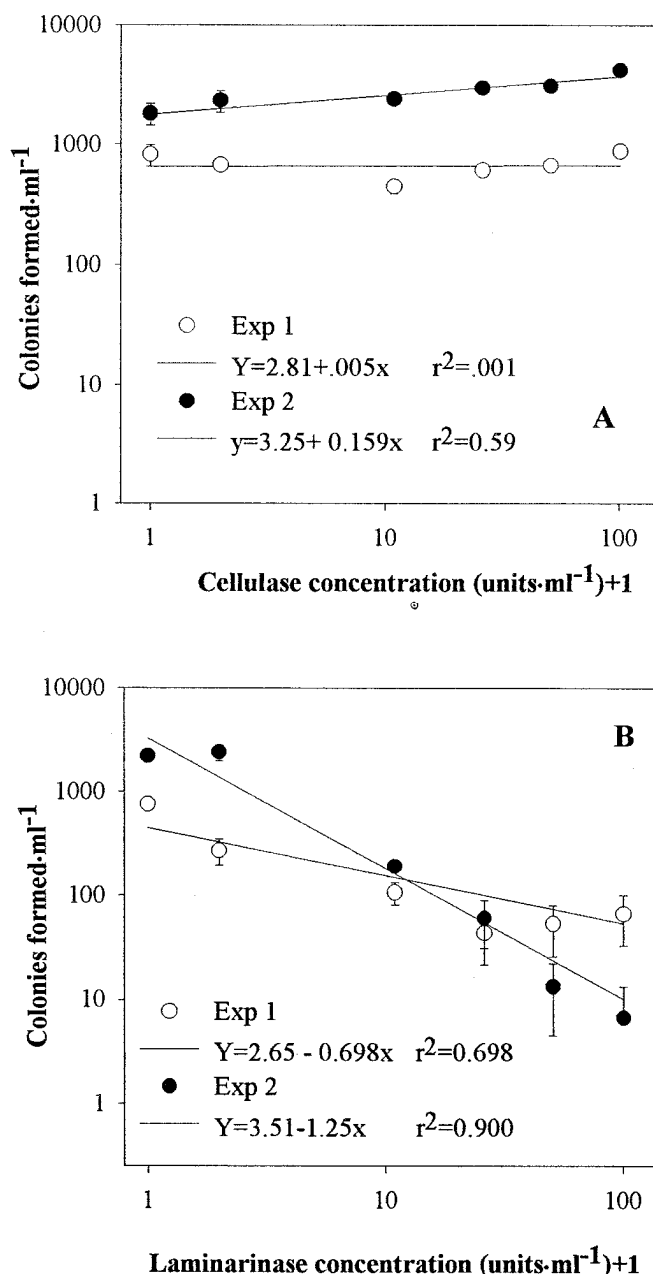 10000
1000
100
10
1
Colonies formed·ml⁻¹
Exp 1
Y=2.81+.005x r²=.001
Exp 2
y=3.25+ 0.159x r²=0.59
A
1 10 100
Cellulase concentration (units·ml⁻¹)+1
10000
1000
100
10
1
Colonies formed·ml⁻¹
B
Exp 1
Y=2.65 - 0.698x r²=0.698
Exp 2
Y=3.51-1.25x r²=0.900
1 10 100
Laminarinase concentration (units·ml⁻¹)+1